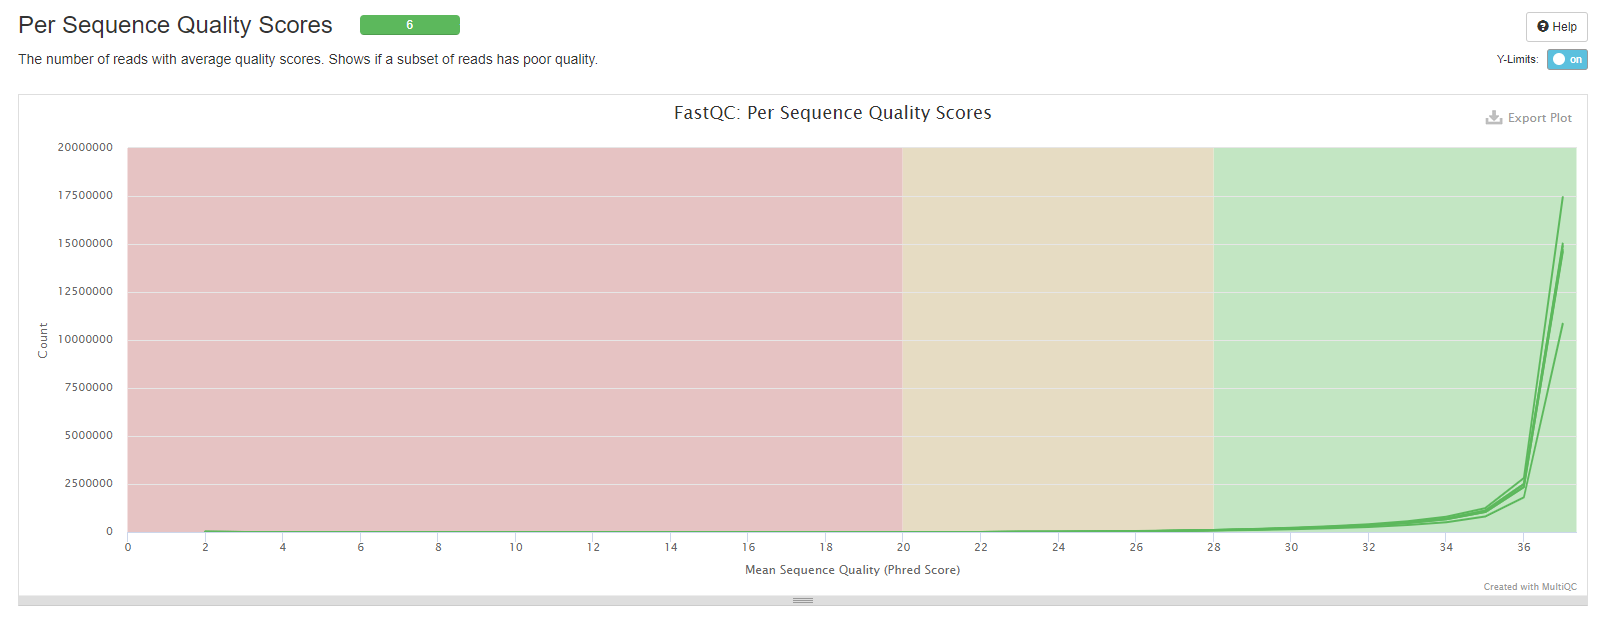 Per Sequence Quality Scores 6
Help
The number of reads with average quality scores. Shows if a subset of reads has poor quality.
Y-Limits: on
FastQC: Per Sequence Quality Scores
Export Plot
20000000
17500000
15000000
12500000
10000000
7500000
5000000
2500000
0
Count
0 2 4 6 8 10 12 14 16 18 20 22 24 26 28 30 32 34 36
Mean Sequence Quality (Phred Score)
Created with MultiQC